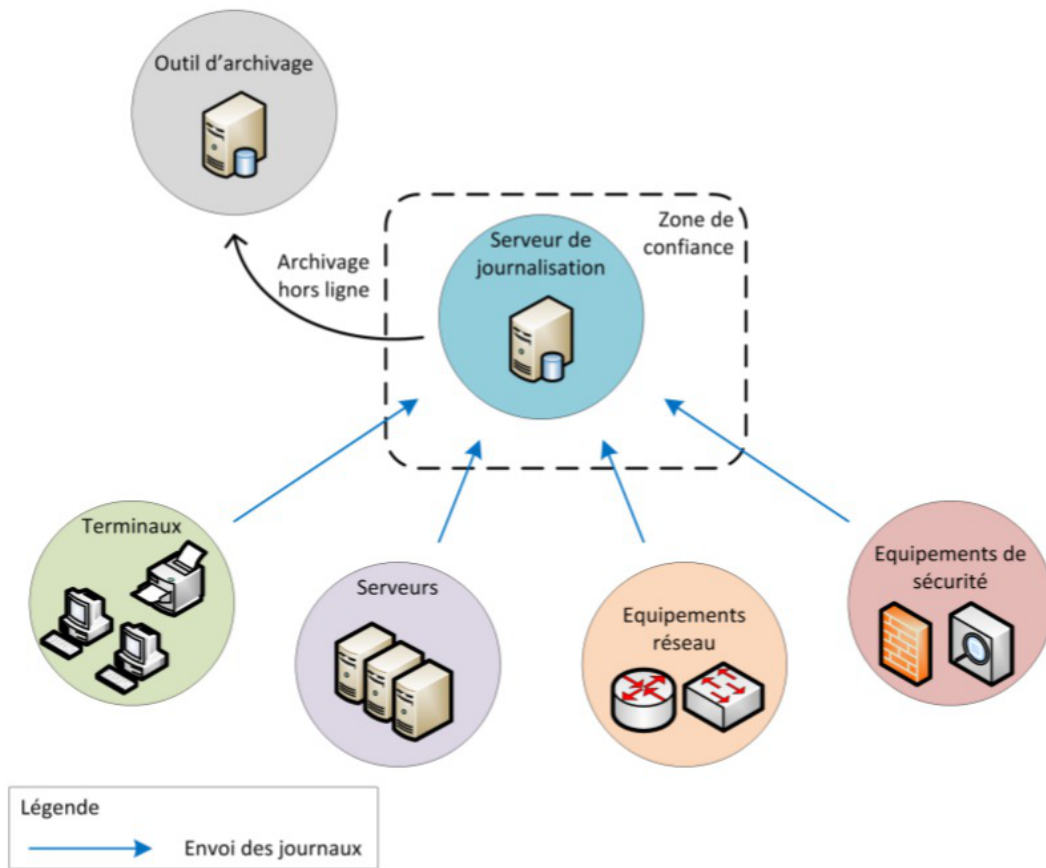 Outil d'archivage
Zone de
confiance
Serveur de
journalisation
Archivage
hors ligne
Terminaux
Serveurs
Equipements
réseau
Equipements de
sécurité
Légende
Envoi des journaux